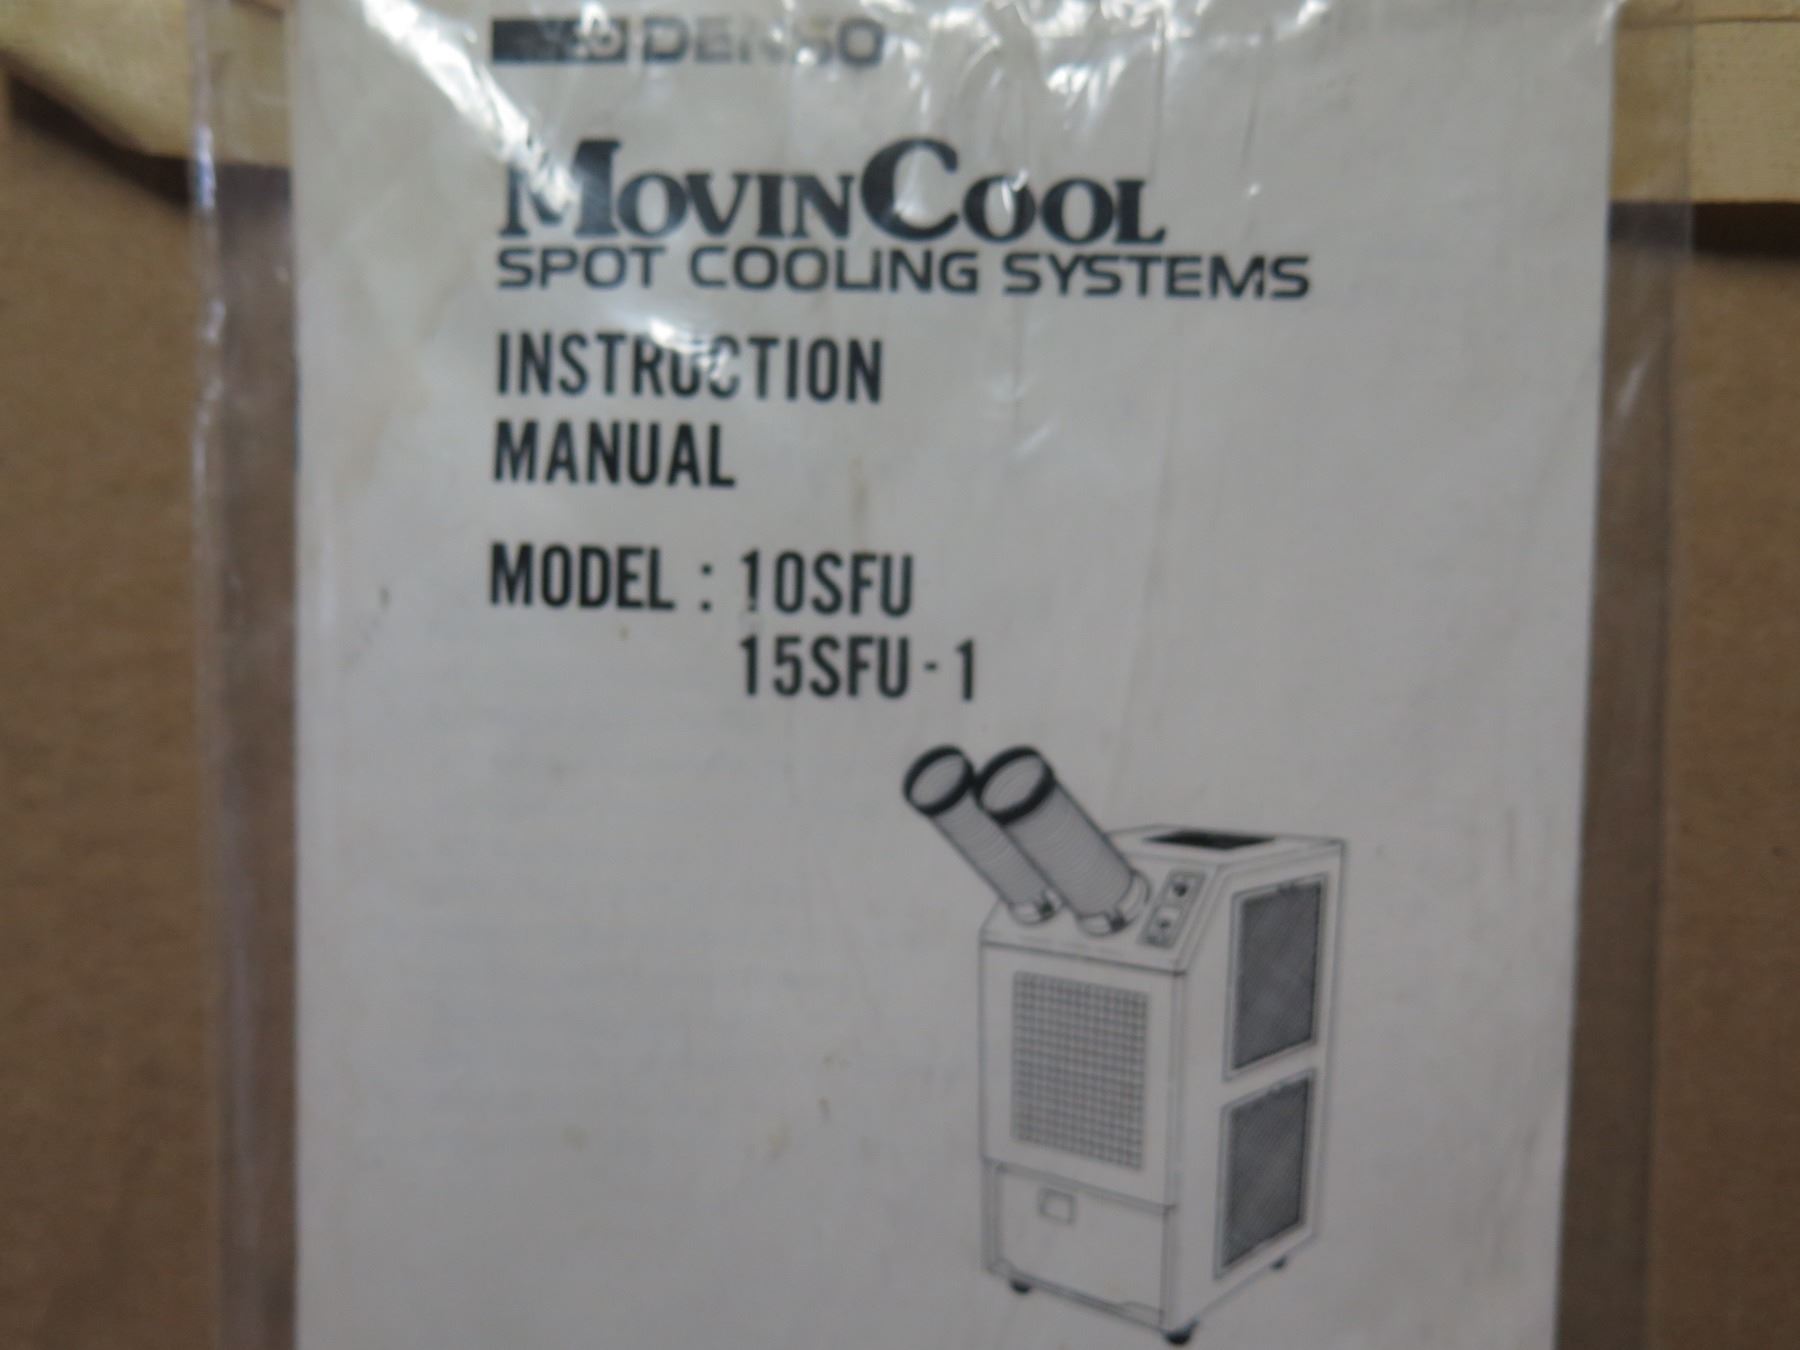 DENSO
MOVINCOOL
SPOT COOLING SYSTEMS
INSTRUCTION
MANUAL
MODEL : 10SFU
15SFU-1